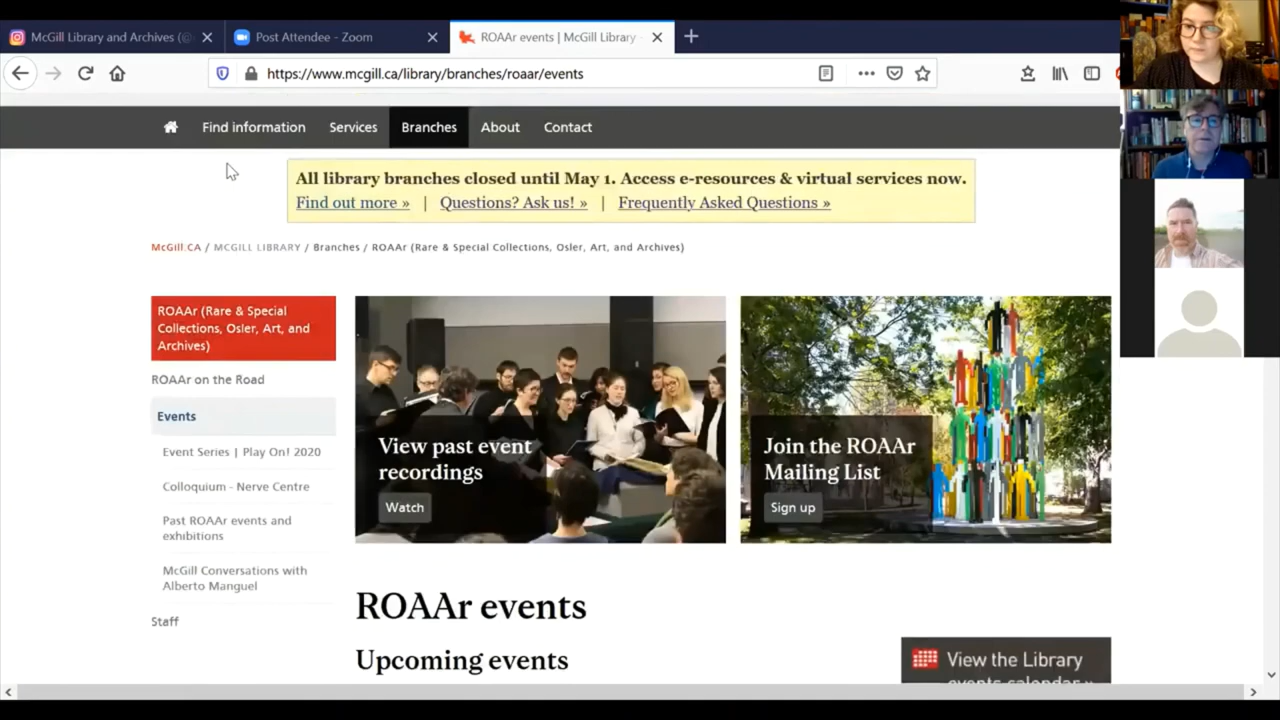 McGill Library and Archives (@
Post Attendee - Zoom
ROAAr events | McGill Library -
https://www.mcgill.ca/library/branches/roaar/events
Find information
Services
Branches
About
Contact
All library branches closed until May 1. Access e-resources & virtual services now.
Find out more » | Questions? Ask us! » | Frequently Asked Questions »
McGill.CA / MCGILL LIBRARY / Branches / ROAAr (Rare & Special Collections, Osler, Art, and Archives)
ROAAr (Rare & Special
Collections, Osler, Art, and
Archives)
ROAAr on the Road
Events
Event Series | Play On! 2020
Colloquium - Nerve Centre
Past ROAAr events and
exhibitions
McGill Conversations with
Alberto Manguel
Staff
View past event
recordings
Watch
Join the ROAAr
Mailing List
Sign up
ROAAr events
Upcoming events
View the Library
events calendar »